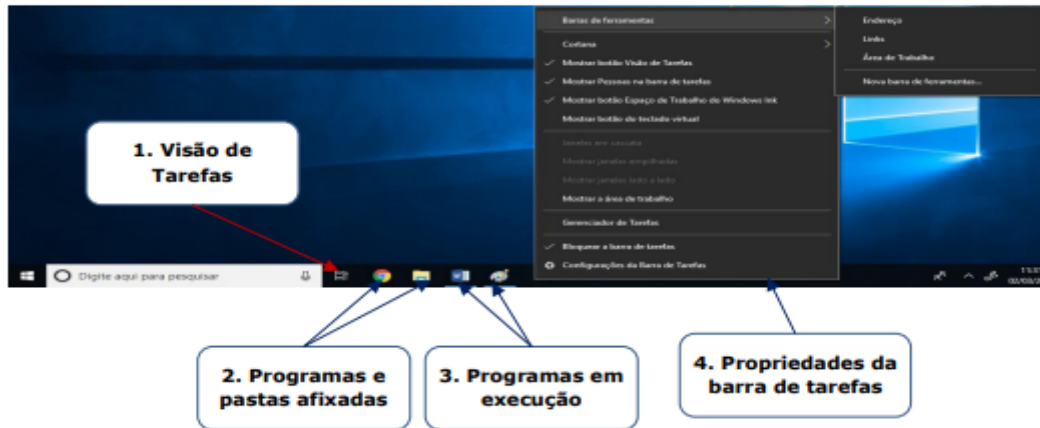 Barras de ferramentas
Cortana
Mostrar botão Visão de Tarefas
Mostrar Pessoas na barra de tarefas
Mostrar botão Espaço de Trabalho do Windows Ink
Mostrar botão do teclado virtual
Janelas em cascata
Mostrar janelas empilhadas
Mostrar janelas lado a lado
Mostrar a área de trabalho
Gerenciador de Tarefas
Bloquear a barra de tarefas
Configurações da Barra de Tarefas
Endereço
Links
Área de Trabalho
Nova barra de ferramentas...
1. Visão de
Tarefas
Digite aqui para pesquisar
2. Programas e
pastas afixadas
3. Programas em
execução
4. Propriedades da
barra de tarefas